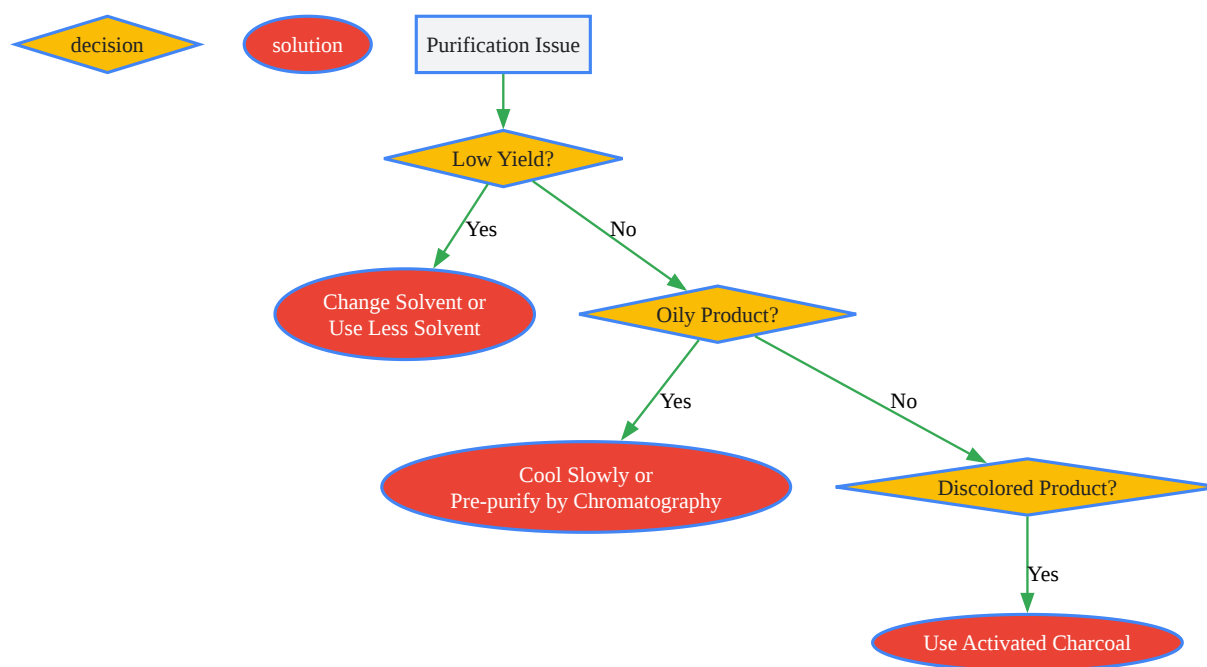 decision
solution
Purification Issue
Low Yield?
Yes
No
Change Solvent or
Use Less Solvent
Oily Product?
Yes
No
Cool Slowly or
Pre-purify by Chromatography
Discolored Product?
Yes
Use Activated Charcoal